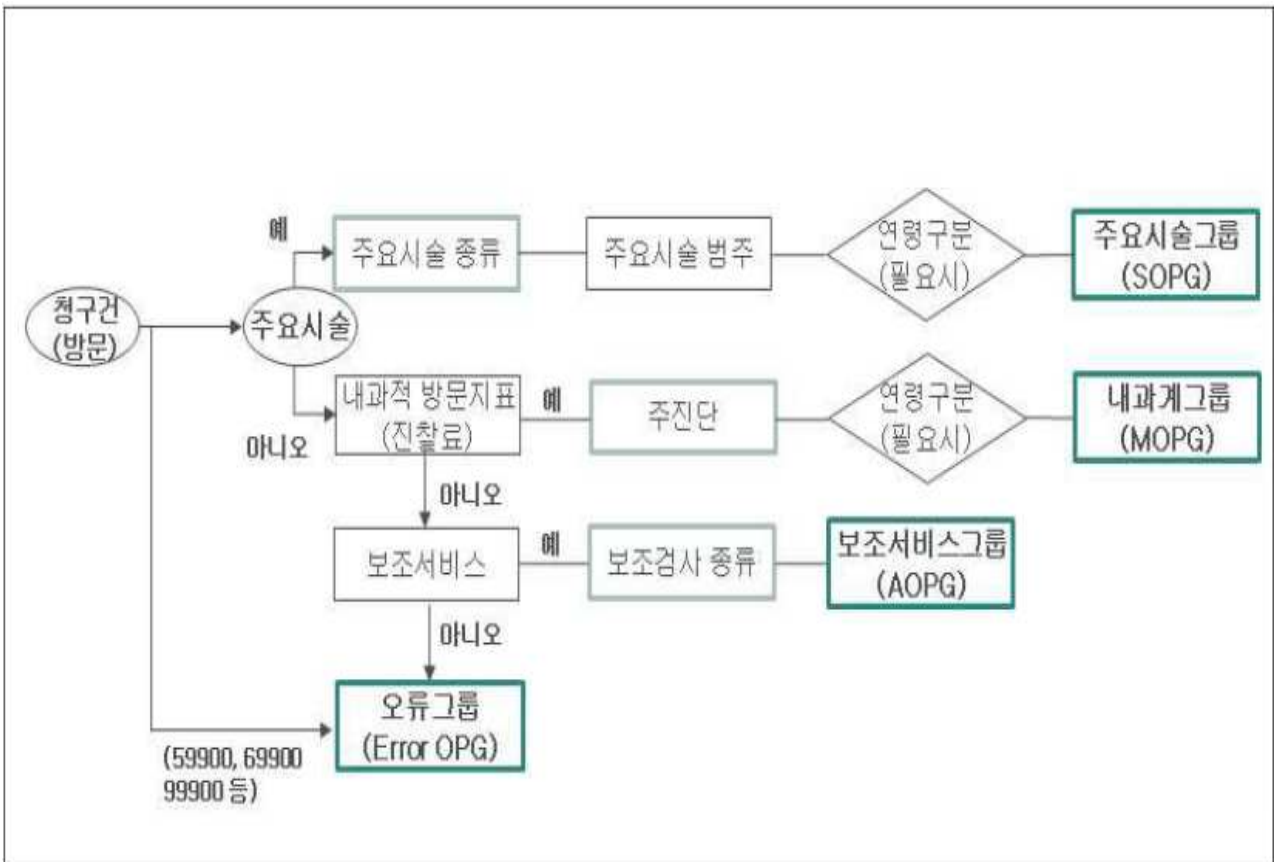 예
주요시술 종류
주요시술 범주
연령구분
(필요시)
주요시술그룹
(SOPG)
청구건
(방문)
주요시술
아니오
내과적 방문지표
(진찰료)
예
주진단
연령구분
(필요시)
내과계그룹
(MOPG)
아니오
보조서비스
예
보조검사 종류
보조서비스그룹
(AOPG)
아니오
오류그룹
(Error OPG)
(59900, 69900
99900 등)